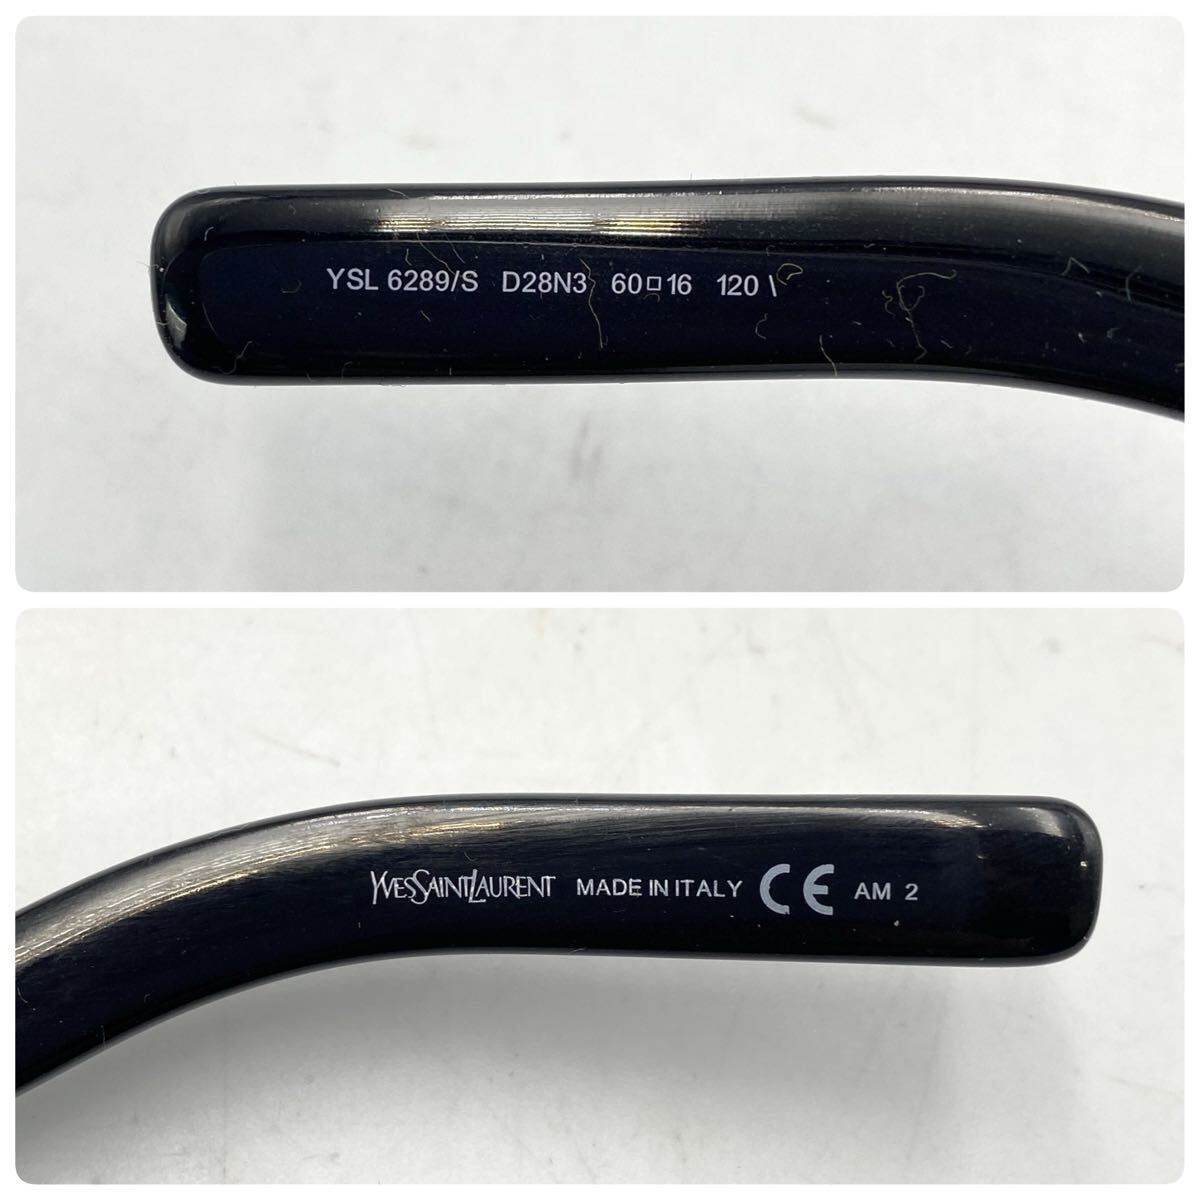 YSL 6289/S D28N3 60□16 120 \
YVESSAINTLAURENT MADE IN ITALY CE AM 2